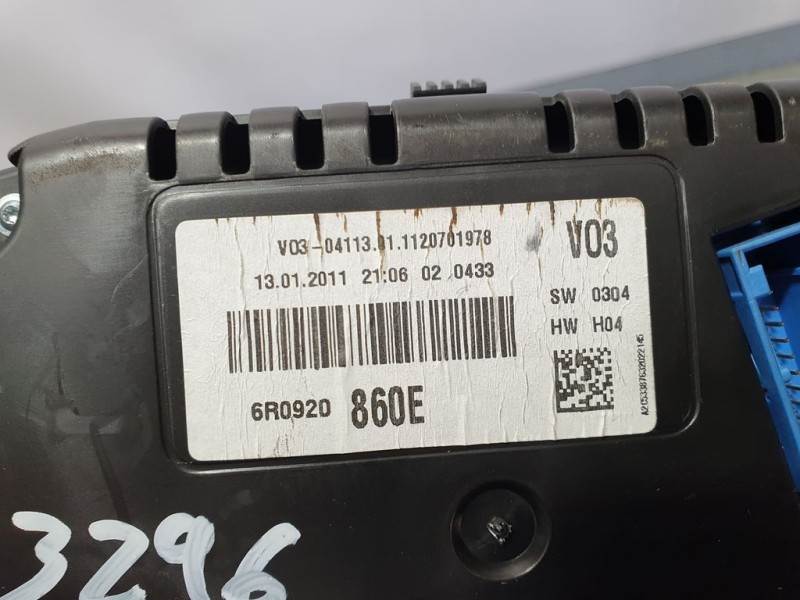 V03-04113.01.1120701978
13.01.2011 21:06 02 0433
V03
SW 0304
HW H04
6R0920 860E
A2C53387632022145
3296